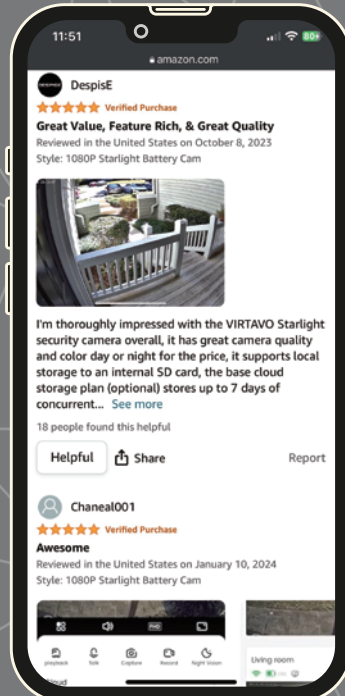 11:51
80+
amazon.com
DespisE
Verified Purchase
Great Value, Feature Rich, & Great Quality
Reviewed in the United States on October 8, 2023
Style: 1080P Starlight Battery Cam
I'm thoroughly impressed with the VIRTAVO Starlight
security camera overall, it has great camera quality
and color day or night for the price, it supports local
storage to an internal SD card, the base cloud
storage plan (optional) stores up to 7 days of
concurrent... See more
18 people found this helpful
Helpful Share Report
Chaneal001
Verified Purchase
Awesome
Reviewed in the United States on January 10, 2024
Style: 1080P Starlight Battery Cam
FHD
playback Talk Capture Record Night Vision
Living room